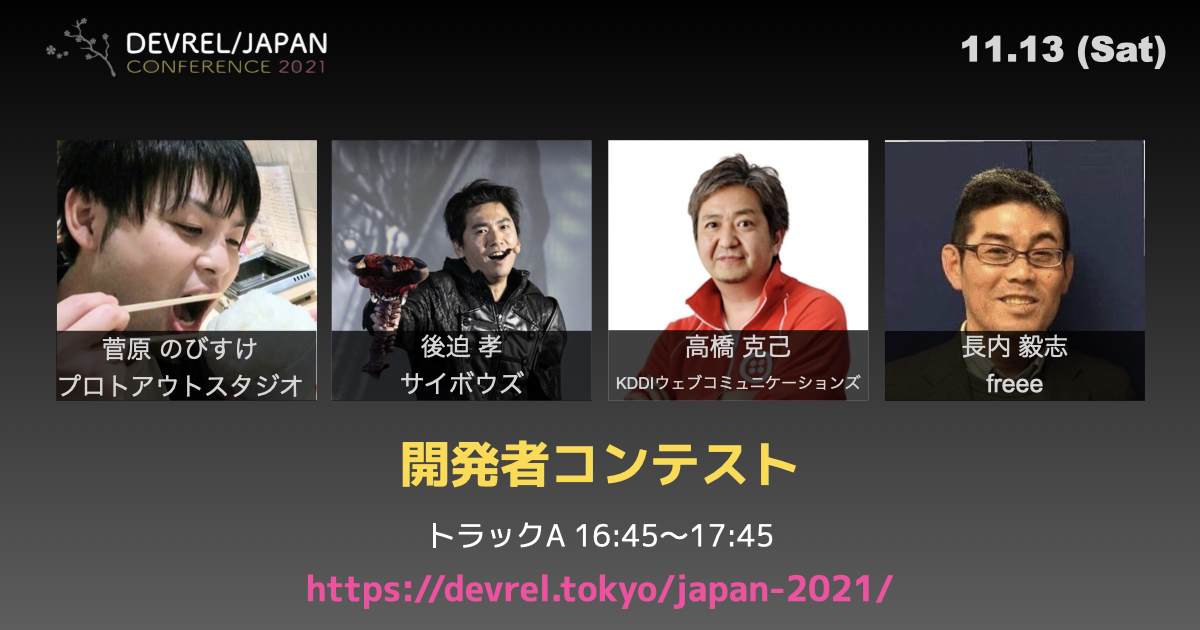 DEVREL/JAPAN
CONFERENCE 2021
11.13 (Sat)
菅原 のびすけ
プロトアウトスタジオ
後迫 孝
サイボウズ
高橋 克己
KDDIウェブコミュニケーションズ
長内 毅志
freee
開発者コンテスト
トラックA 16:45〜17:45
https://devrel.tokyo/japan-2021/